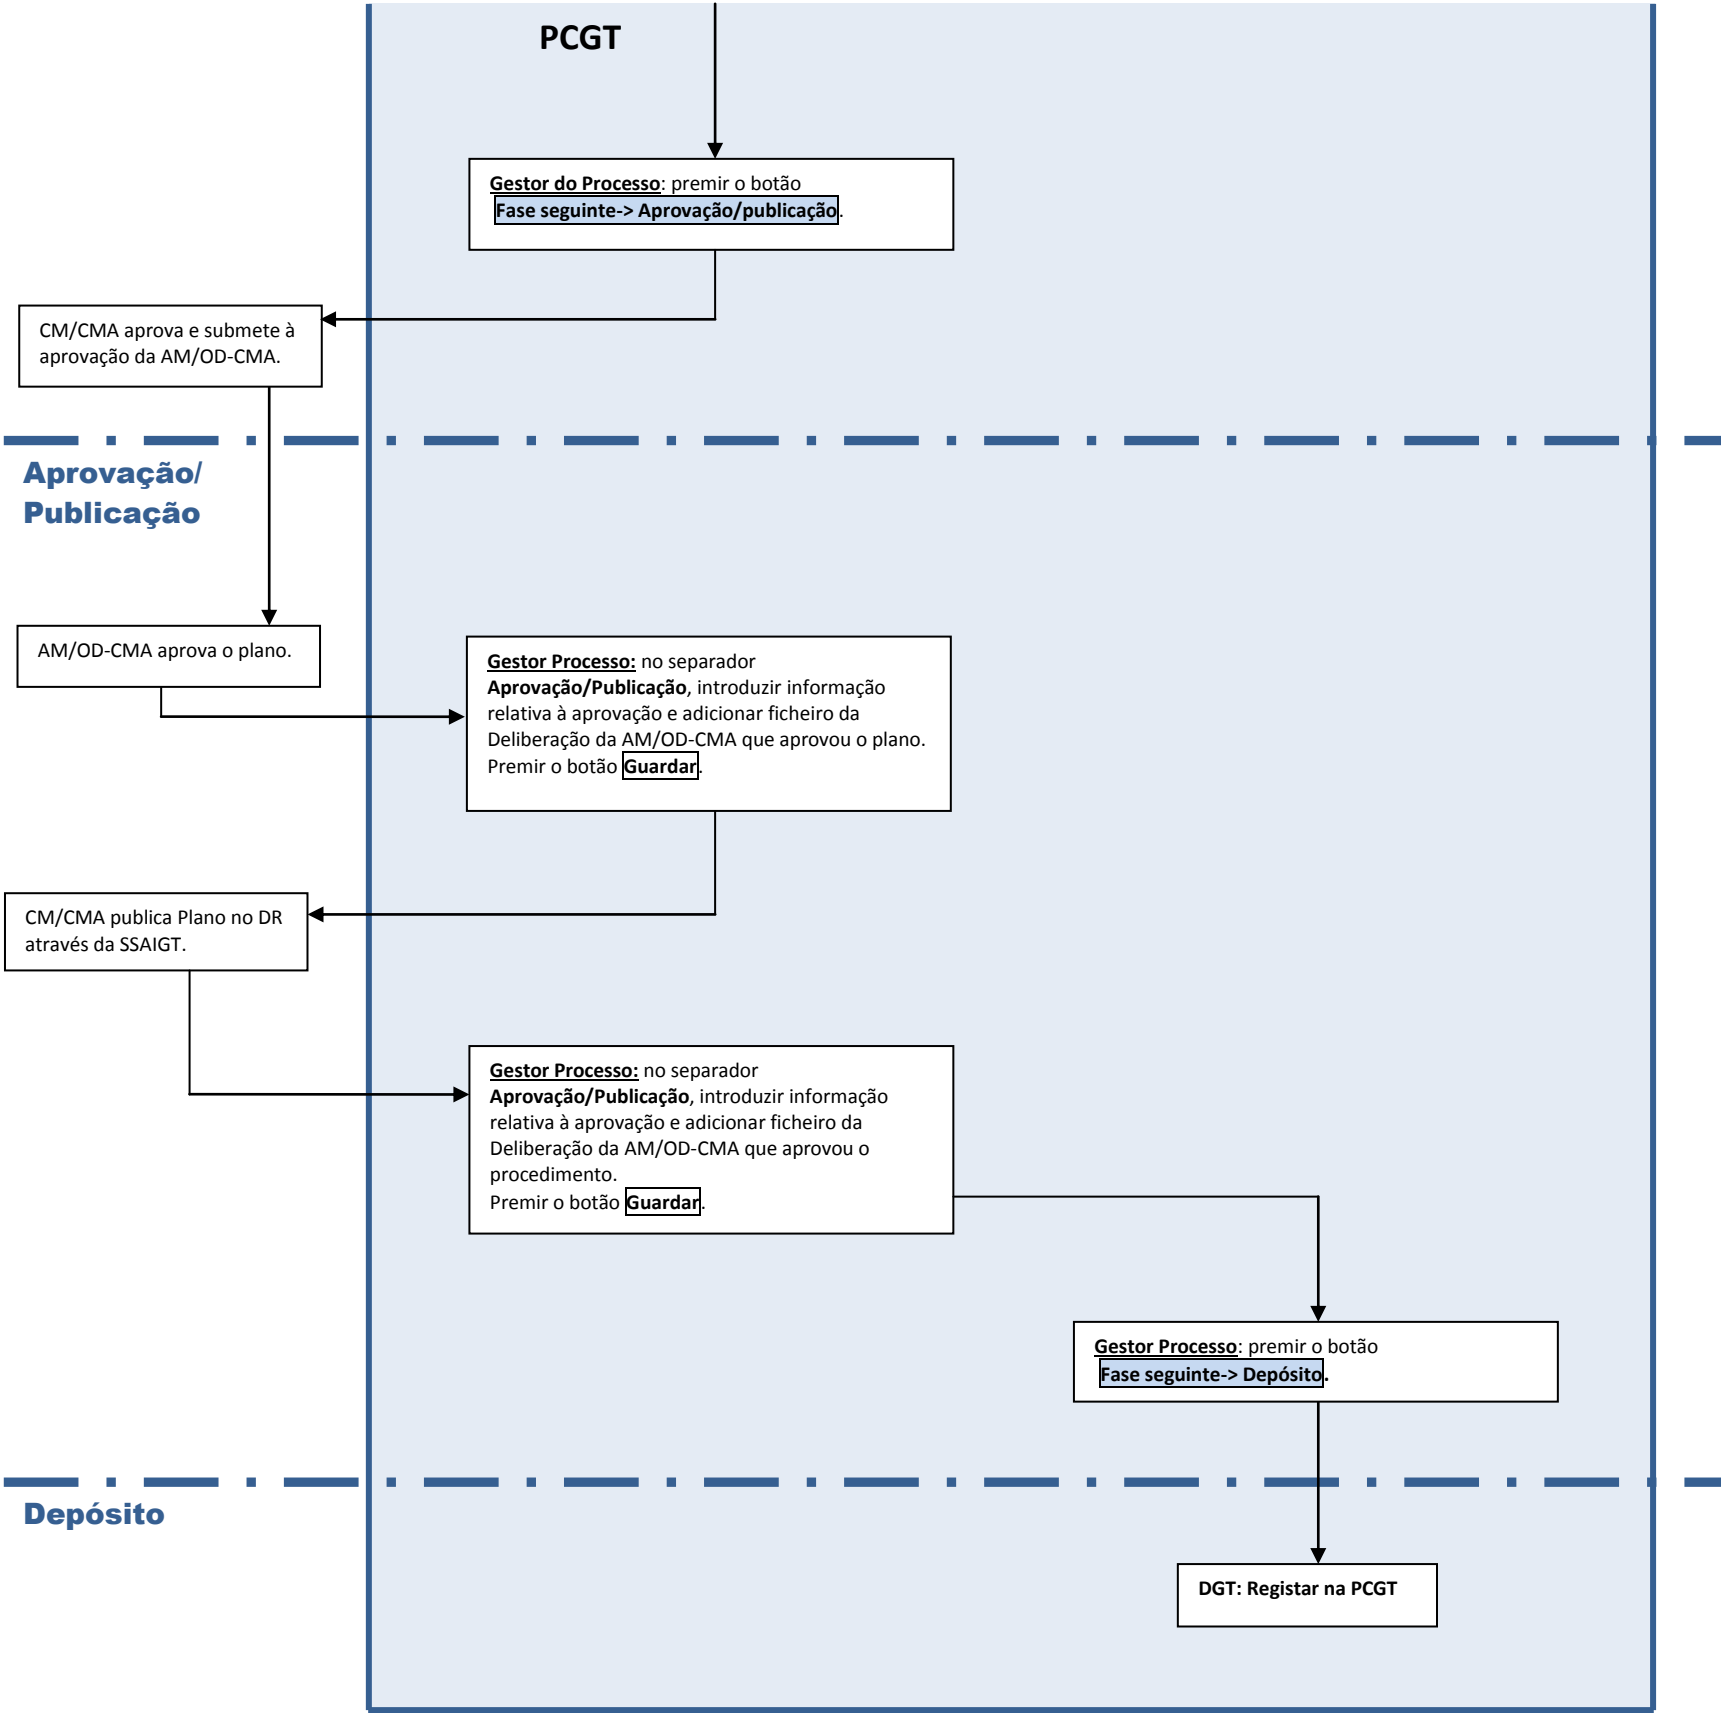 PCGT
Gestor do Processo: premir o botão
Fase seguinte-> Aprovação/publicação.
CM/CMA aprova e submete à
aprovação da AM/OD-CMA.
Aprovação/
Publicação
AM/OD-CMA aprova o plano.
Gestor Processo: no separador
Aprovação/Publicação, introduzir informação
relativa à aprovação e adicionar ficheiro da
Deliberação da AM/OD-CMA que aprovou o plano.
Premir o botão Guardar.
CM/CMA publica Plano no DR
através da SSAIGT.
Gestor Processo: no separador
Aprovação/Publicação, introduzir informação
relativa à aprovação e adicionar ficheiro da
Deliberação da AM/OD-CMA que aprovou o
procedimento.
Premir o botão Guardar.
Gestor Processo: premir o botão
Fase seguinte-> Depósito.
Depósito
DGT: Registar na PCGT